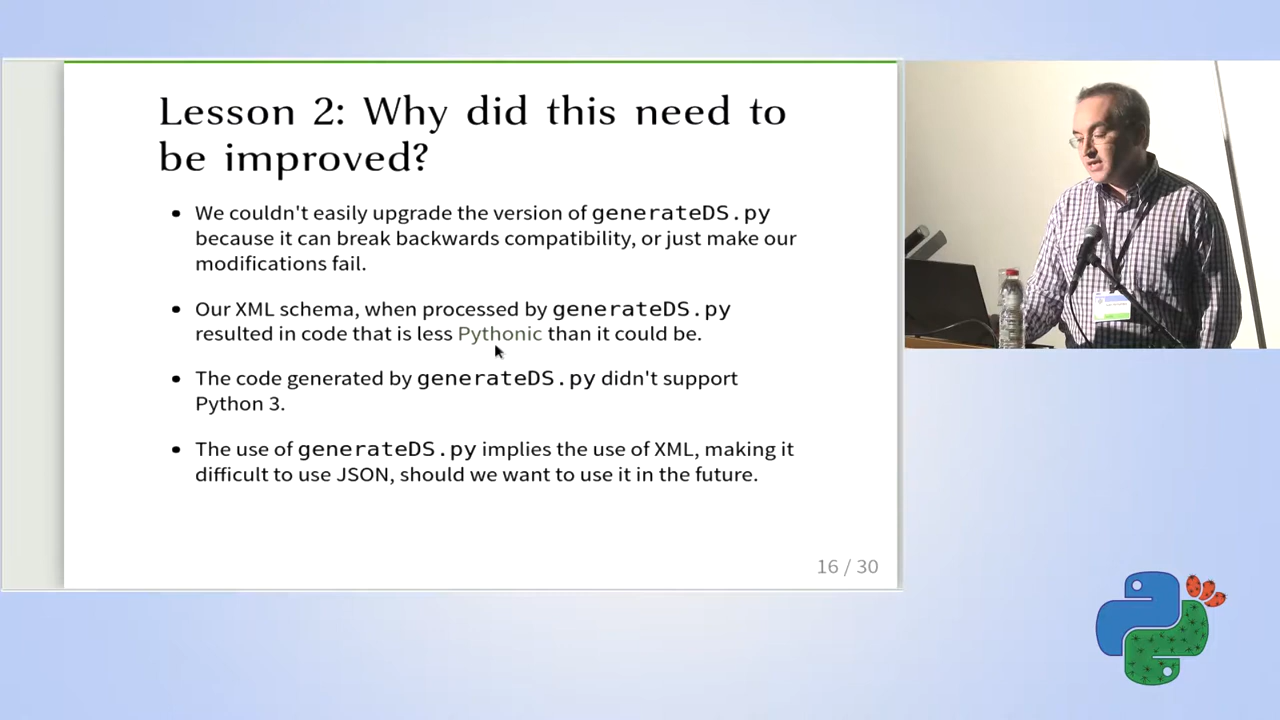 Lesson 2: Why did this need to
be improved?
• We couldn't easily upgrade the version of generateDS.py
because it can break backwards compatibility, or just make our
modifications fail.
• Our XML schema, when processed by generateDS.py
resulted in code that is less Pythonic than it could be.
• The code generated by generateDS.py didn't support
Python 3.
• The use of generateDS.py implies the use of XML, making it
difficult to use JSON, should we want to use it in the future.
16 / 30